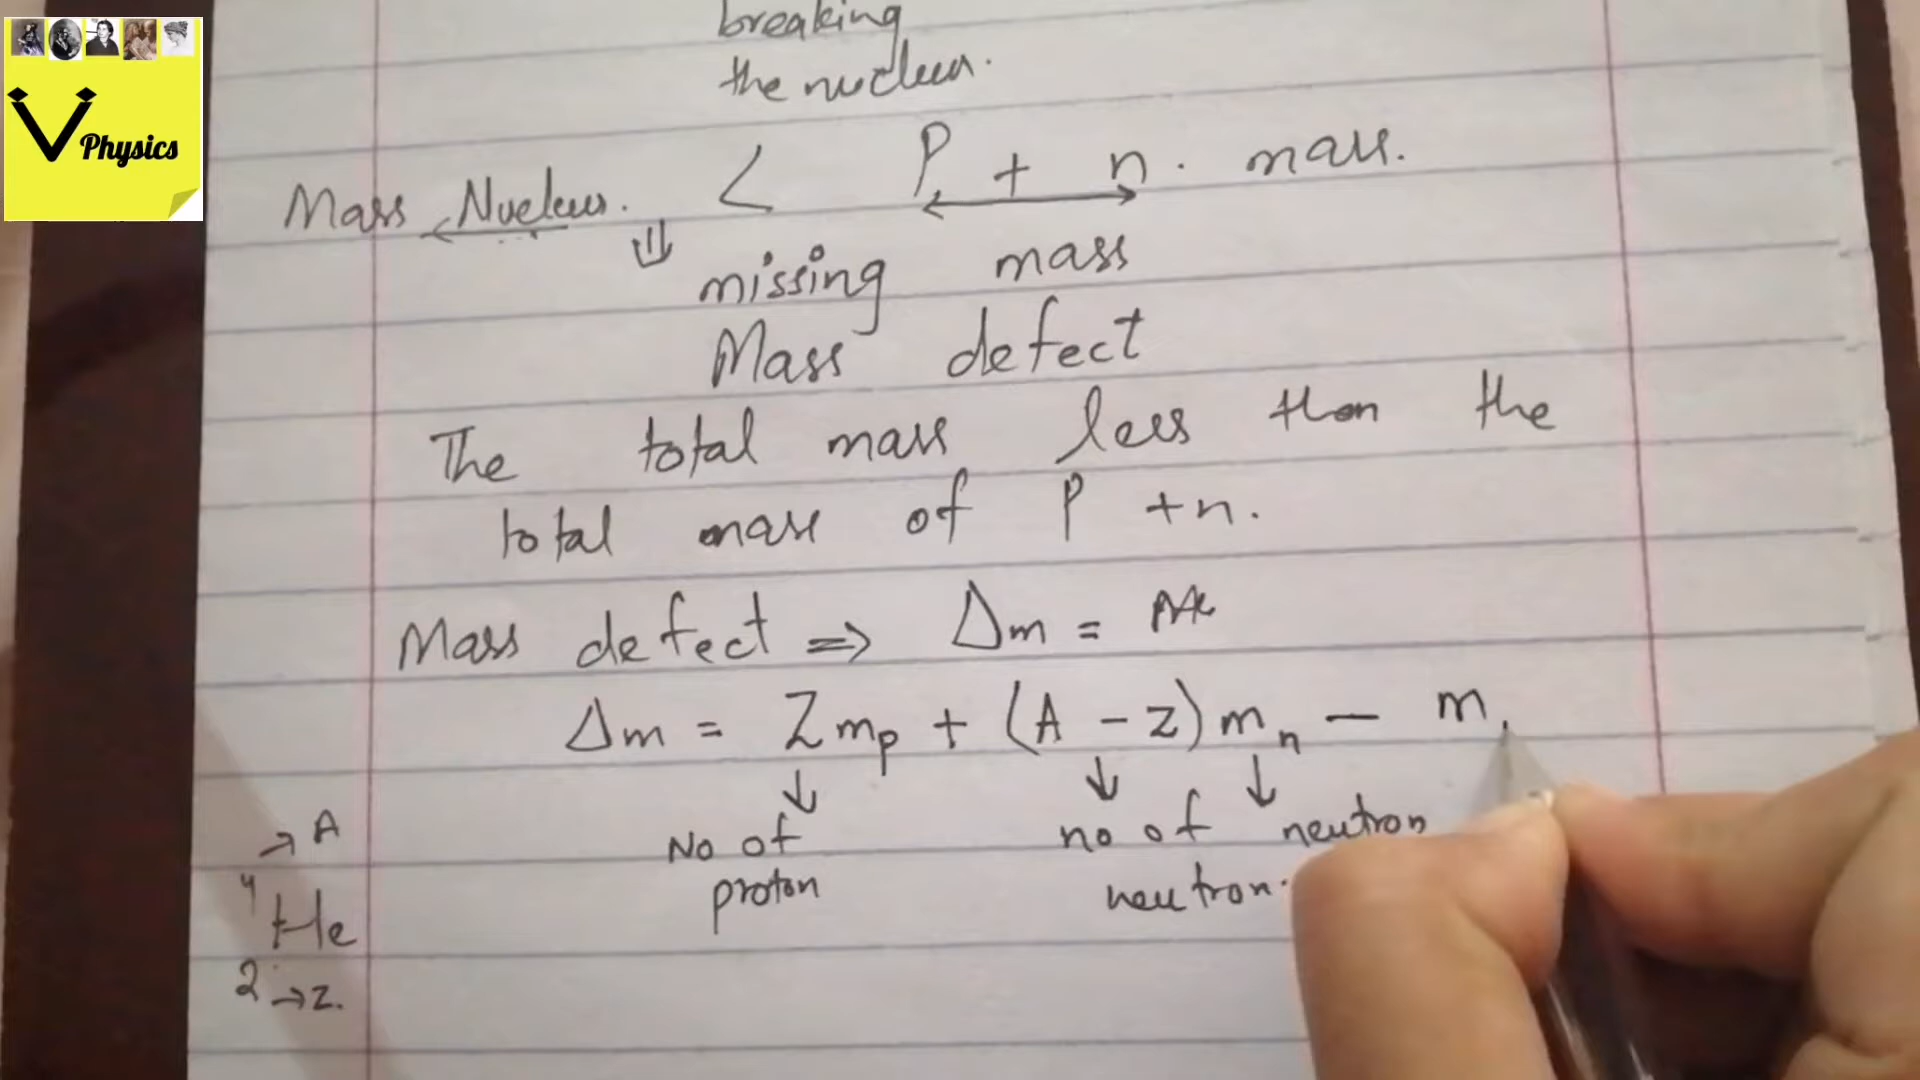 V Physics
breaking
the nucleus.
Mass Nucleus. < P + n. mass.
missing mass
Mass defect
The total mass less than the
total mass of P + n.
Mass defect ⇒ Δm =
Δm = Zmp + (A - z) mn - m
↓ ↓ ↓
No of no of neutron
proton neutron.
→ A
4
He
2 → z.